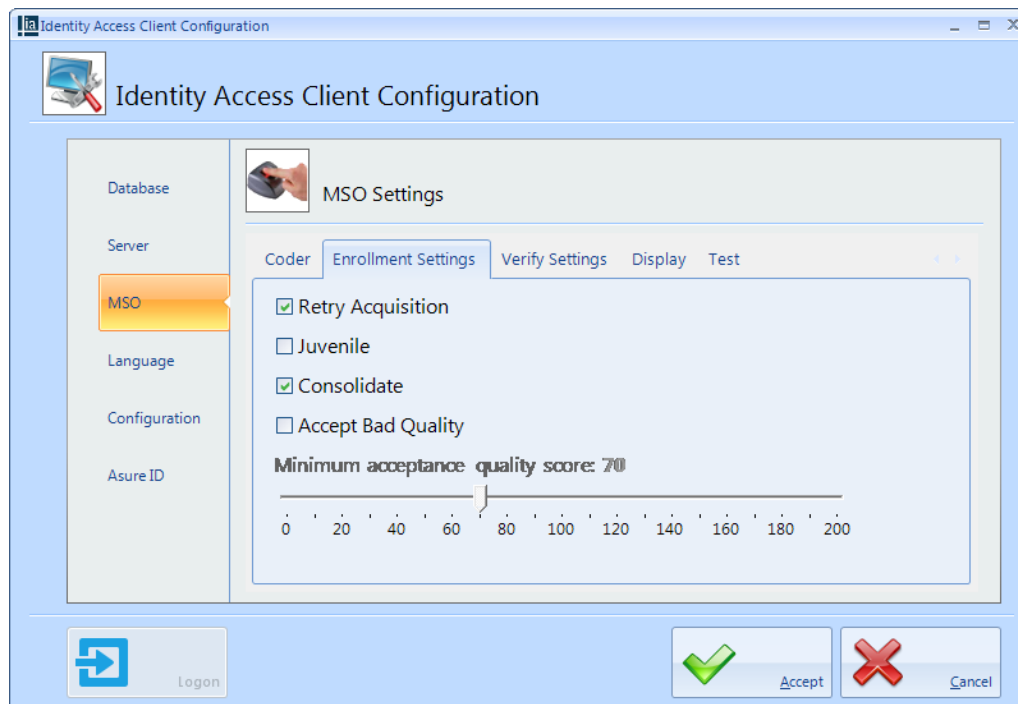 ia Identity Access Client Configuration
Identity Access Client Configuration
Database
Server
MSO
Language
Configuration
Asure ID
MSO Settings
Coder Enrollment Settings Verify Settings Display Test
Retry Acquisition
Juvenile
Consolidate
Accept Bad Quality
Minimum acceptance quality score: 70
0 20 40 60 80 100 120 140 160 180 200
Logon
Accept
Cancel